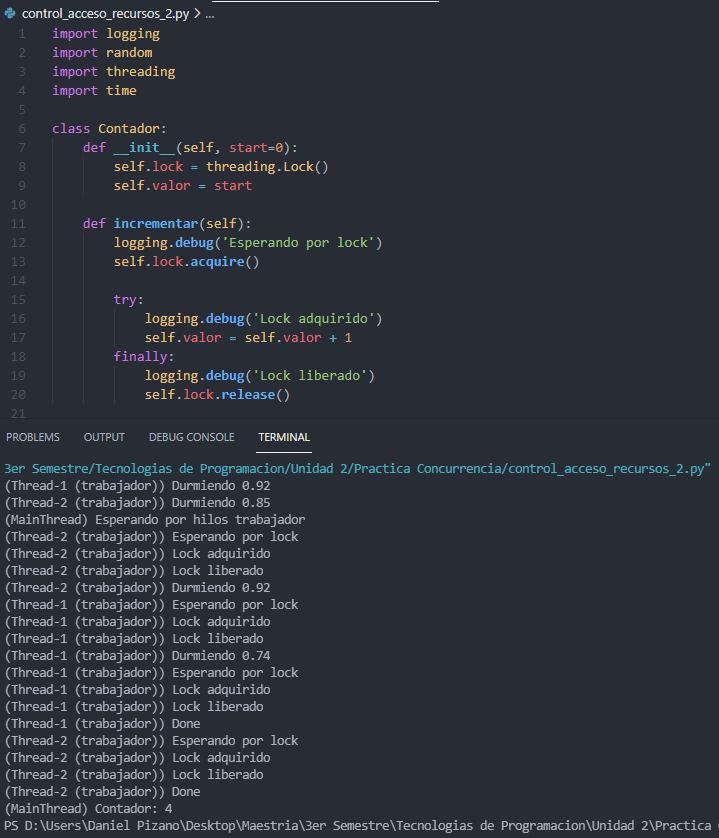 control_acceso_recursos_2.py > ...
1 import logging
2 import random
3 import threading
4 import time
5
6 class Contador:
7     def __init__(self, start=0):
8         self.lock = threading.Lock()
9         self.valor = start
10
11     def incrementar(self):
12         logging.debug('Esperando por lock')
13         self.lock.acquire()
14
15         try:
16             logging.debug('Lock adquirido')
17             self.valor = self.valor + 1
18         finally:
19             logging.debug('Lock liberado')
20             self.lock.release()
21
PROBLEMS OUTPUT DEBUG CONSOLE TERMINAL
3er Semestre/Tecnologias de Programacion/Unidad 2/Practica Concurrencia/control_acceso_recursos_2.py"
(Thread-1 (trabajador)) Durmiendo 0.92
(Thread-2 (trabajador)) Durmiendo 0.85
(MainThread) Esperando por hilos trabajador
(Thread-2 (trabajador)) Esperando por lock
(Thread-2 (trabajador)) Lock adquirido
(Thread-2 (trabajador)) Lock liberado
(Thread-2 (trabajador)) Durmiendo 0.92
(Thread-1 (trabajador)) Esperando por lock
(Thread-1 (trabajador)) Lock adquirido
(Thread-1 (trabajador)) Lock liberado
(Thread-1 (trabajador)) Durmiendo 0.74
(Thread-1 (trabajador)) Esperando por lock
(Thread-1 (trabajador)) Lock adquirido
(Thread-1 (trabajador)) Lock liberado
(Thread-1 (trabajador)) Done
(Thread-2 (trabajador)) Esperando por lock
(Thread-2 (trabajador)) Lock adquirido
(Thread-2 (trabajador)) Lock liberado
(Thread-2 (trabajador)) Done
(MainThread) Contador: 4
PS D:\Users\Daniel Pizano\Desktop\Maestria\3er Semestre\Tecnologias de Programacion\Unidad 2\Practica